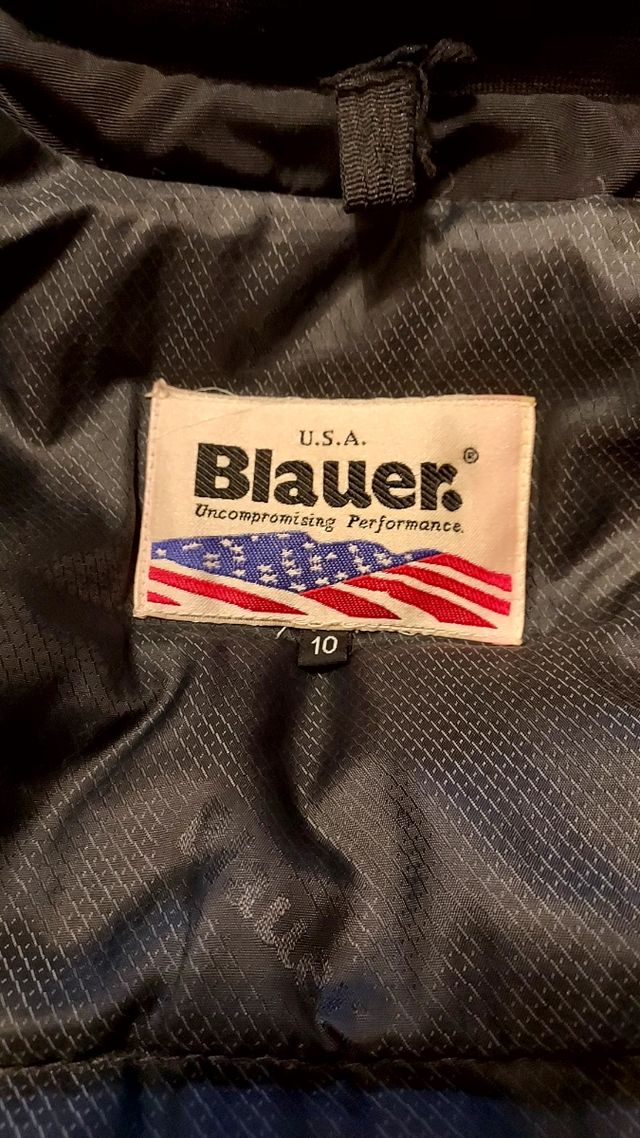 U.S.A.
Blauer.®
Uncompromising Performance.
10